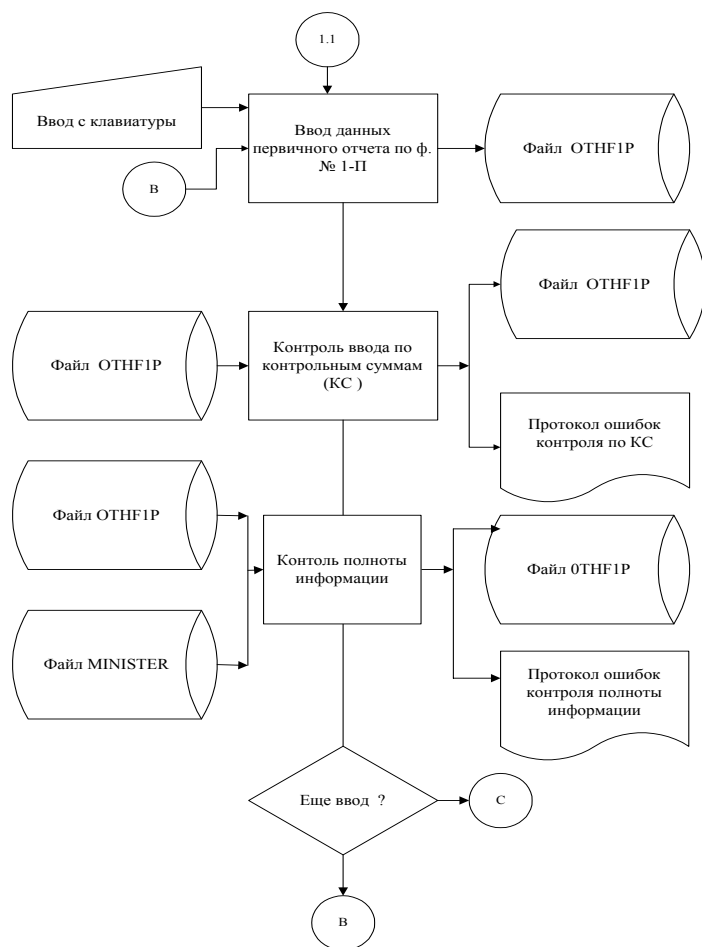 1.1
Ввод с клавиатуры
Ввод данных
первичного отчета по ф.
№ 1-П
Файл OTHF1P
В
Файл OTHF1P
Файл OTHF1P
Контроль ввода по
контрольным суммам
(КС )
Протокол ошибок
контроля по КС
Файл OTHF1P
Контоль полноты
информации
Файл 0THF1P
Файл MINISTER
Протокол ошибок
контроля полноты
информации
Еще ввод ?
С
В